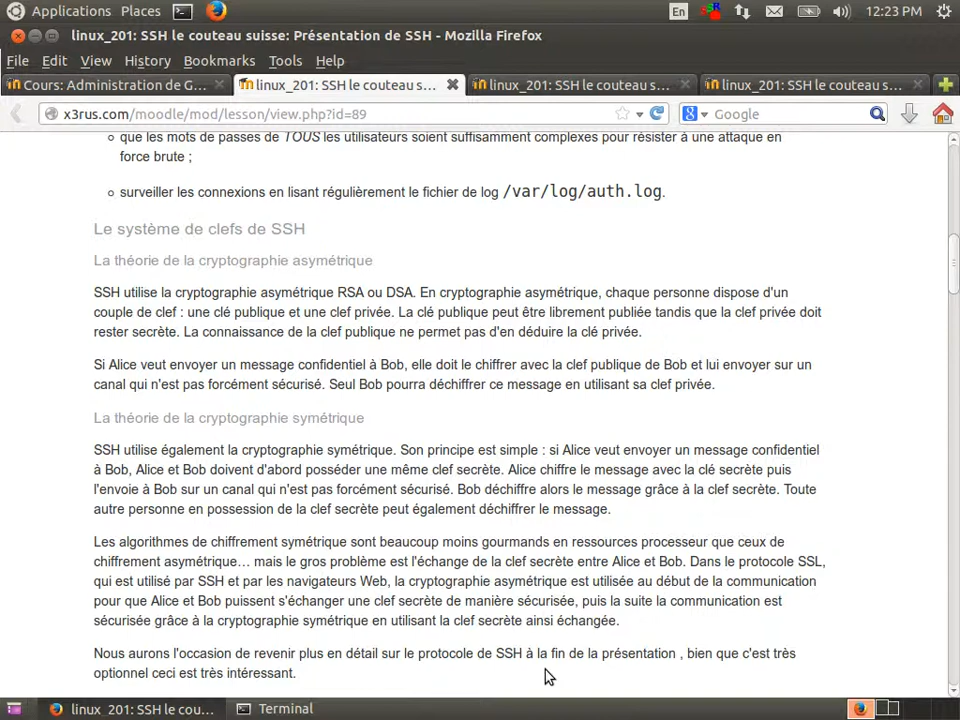 Applications Places En 12:23 PM
linux_201: SSH le couteau suisse: Présentation de SSH - Mozilla Firefox
File Edit View History Bookmarks Tools Help
Cours: Administration de G... linux_201: SSH le couteau s... linux_201: SSH le couteau s... linux_201: SSH le couteau s...
x3rus.com/moodle/mod/lesson/view.php?id=89 Google
que les mots de passes de TOUS les utilisateurs soient suffisamment complexes pour résister à une attaque en
force brute ;
surveiller les connexions en lisant régulièrement le fichier de log /var/log/auth.log.
Le système de clefs de SSH
La théorie de la cryptographie asymétrique
SSH utilise la cryptographie asymétrique RSA ou DSA. En cryptographie asymétrique, chaque personne dispose d'un
couple de clef : une clé publique et une clef privée. La clé publique peut être librement publiée tandis que la clef privée doit
rester secrète. La connaissance de la clef publique ne permet pas d'en déduire la clé privée.
Si Alice veut envoyer un message confidentiel à Bob, elle doit le chiffrer avec la clef publique de Bob et lui envoyer sur un
canal qui n'est pas forcément sécurisé. Seul Bob pourra déchiffrer ce message en utilisant sa clef privée.
La théorie de la cryptographie symétrique
SSH utilise également la cryptographie symétrique. Son principe est simple : si Alice veut envoyer un message confidentiel
à Bob, Alice et Bob doivent d'abord posséder une même clef secrète. Alice chiffre le message avec la clé secrète puis
l'envoie à Bob sur un canal qui n'est pas forcément sécurisé. Bob déchiffre alors le message grâce à la clef secrète. Toute
autre personne en possession de la clef secrète peut également déchiffrer le message.
Les algorithmes de chiffrement symétrique sont beaucoup moins gourmands en ressources processeur que ceux de
chiffrement asymétrique… mais le gros problème est l'échange de la clef secrète entre Alice et Bob. Dans le protocole SSL,
qui est utilisé par SSH et par les navigateurs Web, la cryptographie asymétrique est utilisée au début de la communication
pour que Alice et Bob puissent s'échanger une clef secrète de manière sécurisée, puis la suite la communication est
sécurisée grâce à la cryptographie symétrique en utilisant la clef secrète ainsi échangée.
Nous aurons l'occasion de revenir plus en détail sur le protocole de SSH à la fin de la présentation , bien que c'est très
optionnel ceci est très intéressant.
linux_201: SSH le cou... Terminal